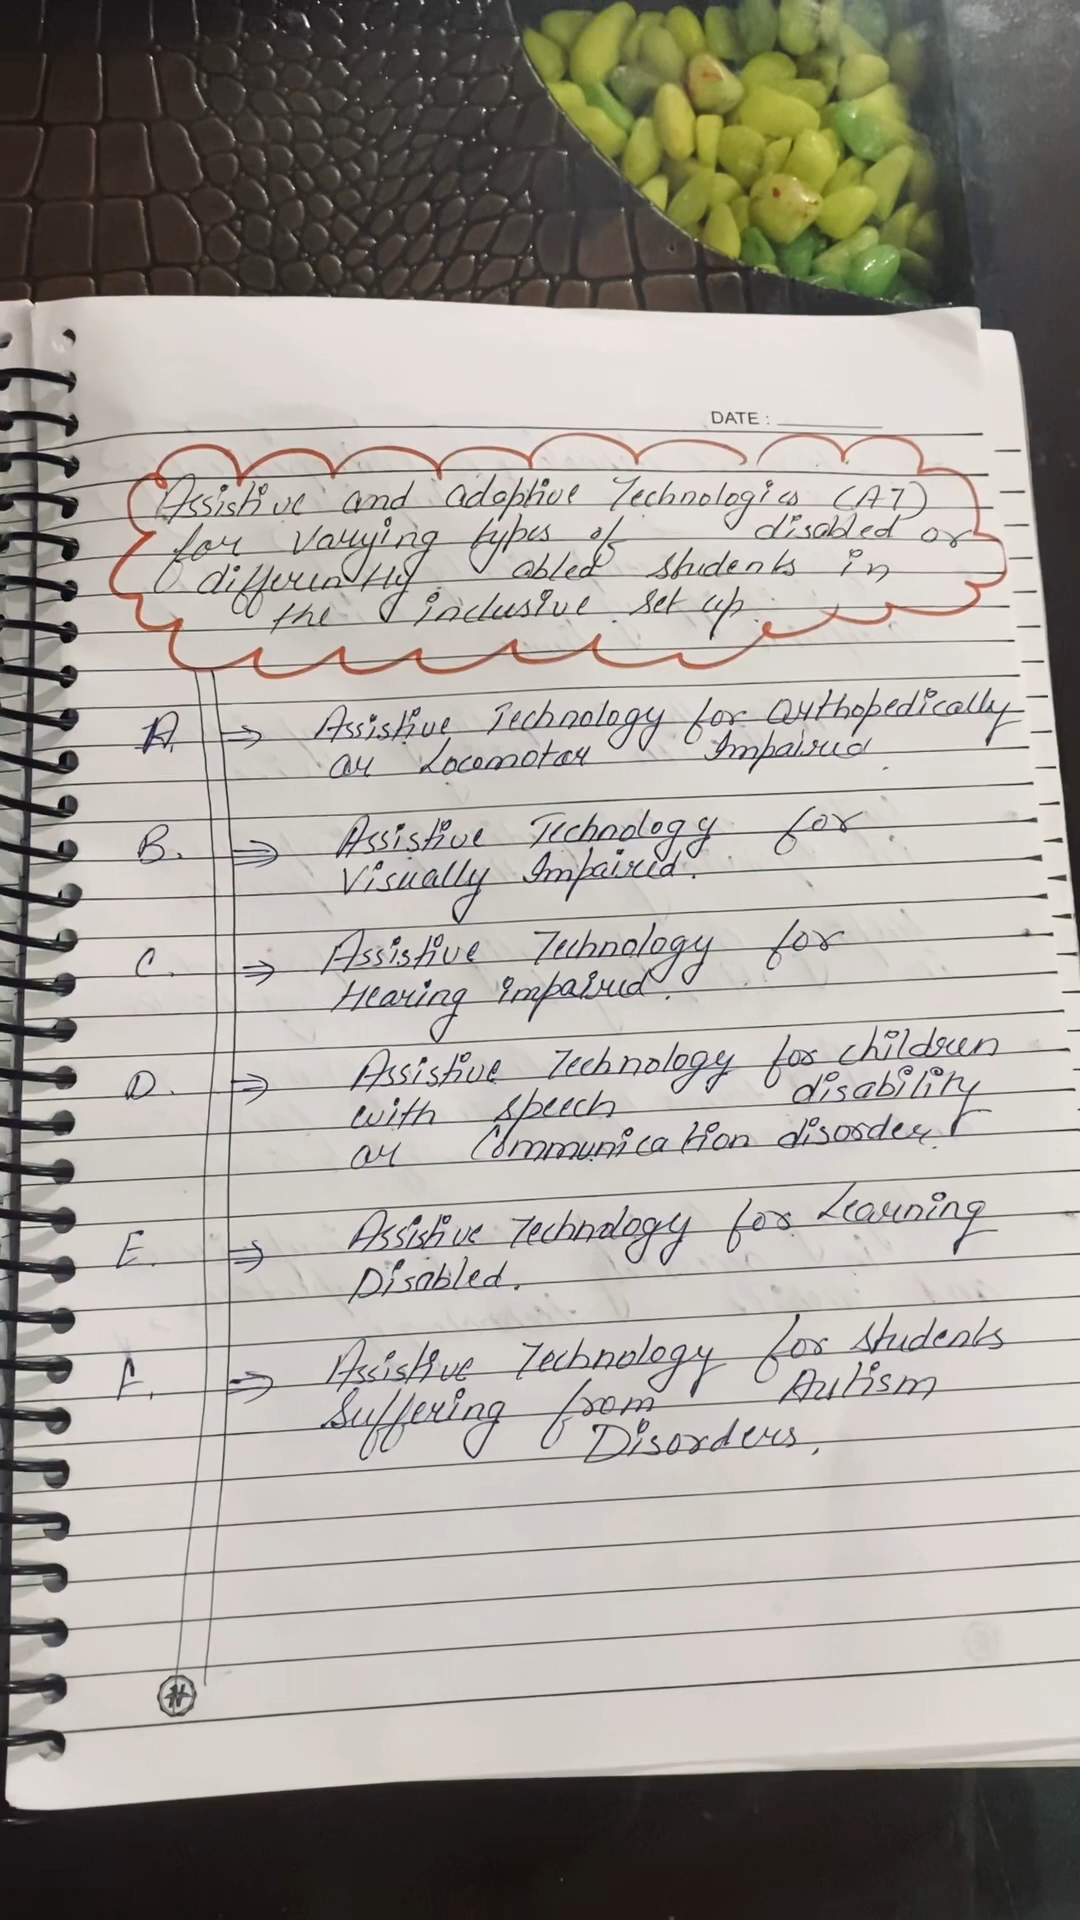 DATE :
Assistive and adaptive Technologies (AT)
for varying types of disabled or
differently abled students in
the inclusive set up.
A. ⇒ Assistive Technology for Orthopedically
or Locomotor Impaired.
B. ⇒ Assistive Technology for
Visually Impaired.
C. ⇒ Assistive Technology for
Hearing impaired.
D. ⇒ Assistive Technology for children
with speech disability
or Communication disorder.
E. ⇒ Assistive Technology for Learning
Disabled.
F. ⇒ Assistive Technology for students
Suffering from Autism
Disorders.